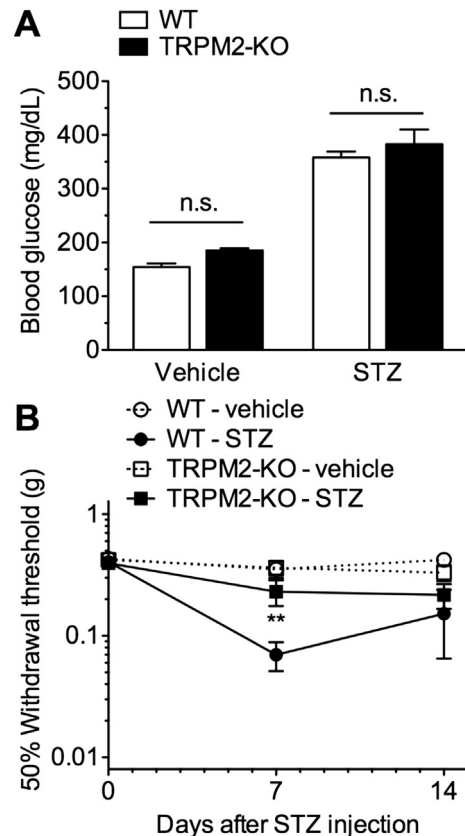 A
WT
TRPM2-KO
Blood glucose (mg/dL)
500
400
300
200
100
0
n.s.
n.s.
Vehicle
STZ
B
WT - vehicle
WT - STZ
TRPM2-KO - vehicle
TRPM2-KO - STZ
50% Withdrawal threshold (g)
1
0.1
0.01
**
0
7
14
Days after STZ injection